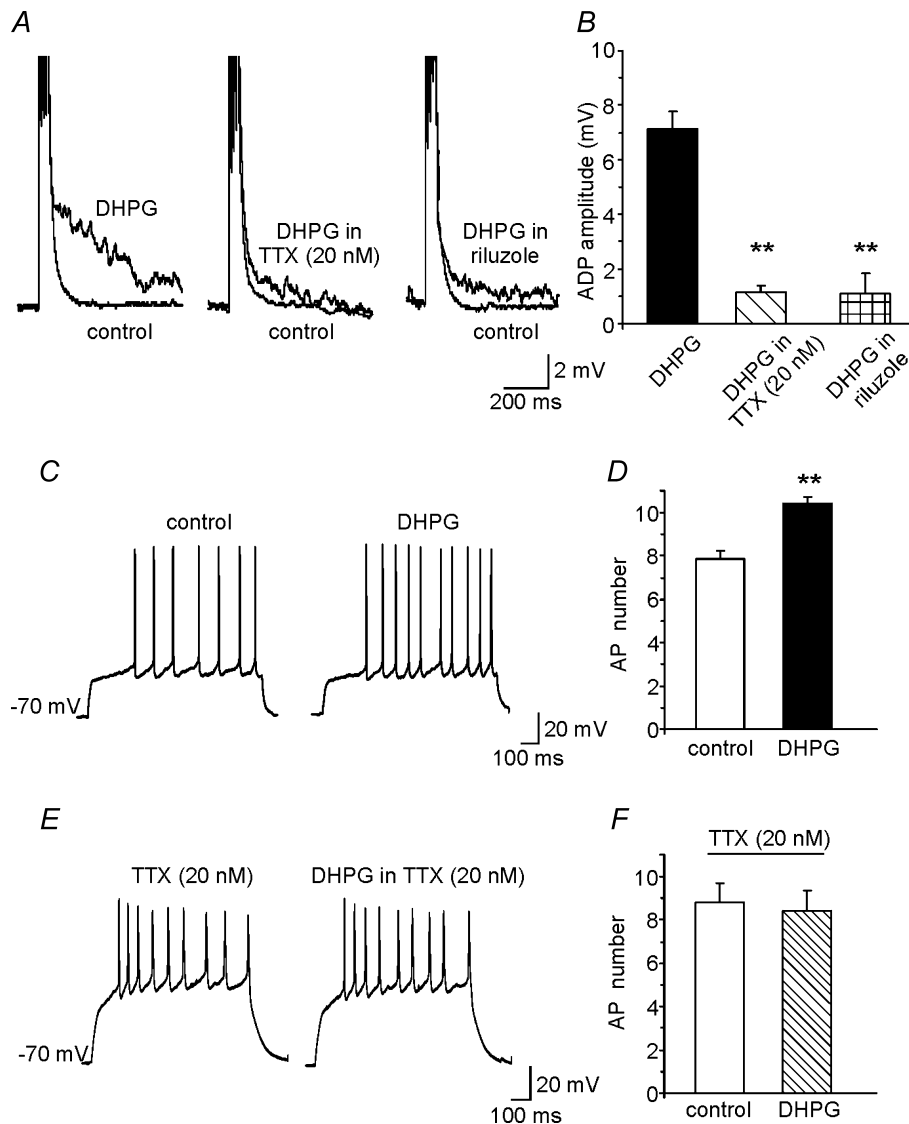 A
DHPG
control
DHPG in
TTX (20 nM)
control
DHPG in
riluzole
control
2 mV
200 ms
B
ADP amplitude (mV)
10
8
6
4
2
0
**
**
DHPG
DHPG in
TTX (20 nM)
DHPG in
riluzole
C
control
DHPG
-70 mV
20 mV
100 ms
D
AP number
10
8
6
4
2
0
**
control
DHPG
E
TTX (20 nM)
DHPG in TTX (20 nM)
-70 mV
20 mV
100 ms
F
TTX (20 nM)
AP number
10
8
6
4
2
0
control
DHPG